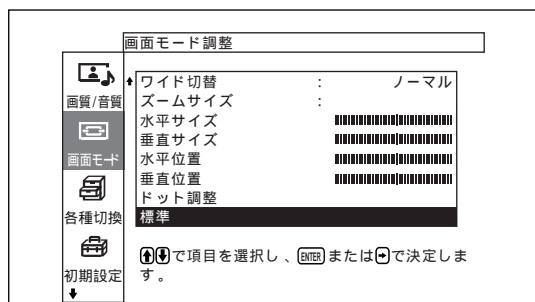 画面モード調整
画質/音質
画面モード
各種切換
初期設定
ワイド切替 : ノーマル
ズームサイズ :
水平サイズ
垂直サイズ
水平位置
垂直位置
ドット調整
標準
で項目を選択し、ENTERまたはで決定しま
す。